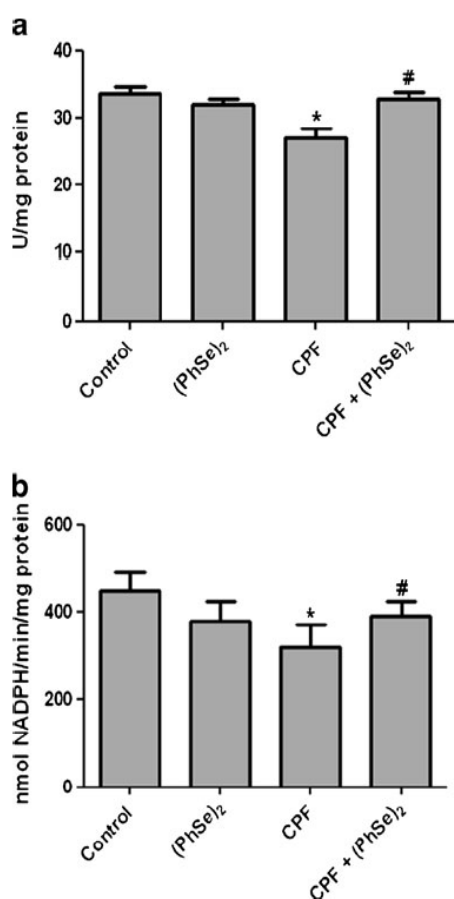 a
U/mg protein
40
30
20
10
0
*
#
Control
(PhSe)₂
CPF
CPF + (PhSe)₂
b
nmol NADPH/min/mg protein
600
400
200
0
*
#
Control
(PhSe)₂
CPF
CPF + (PhSe)₂